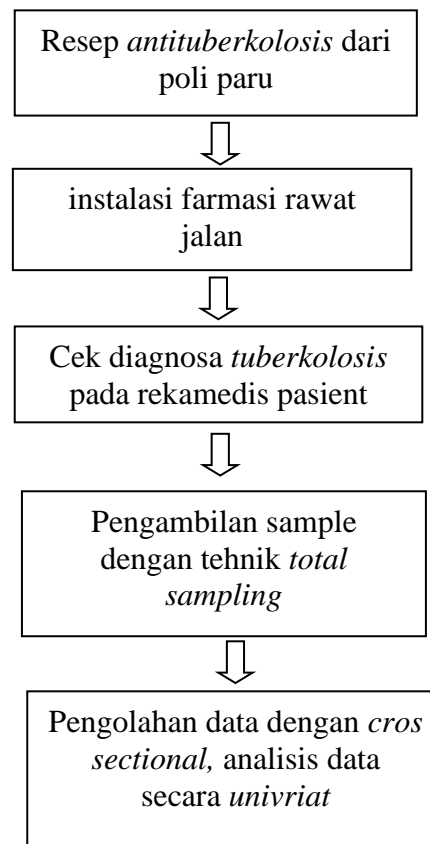 Resep antituberkolosis dari
poli paru
instalasi farmasi rawat
jalan
Cek diagnosa tuberkolosis
pada rekamedis pasient
Pengambilan sample
dengan tehnik total
sampling
Pengolahan data dengan cros
sectional, analisis data
secara univriat